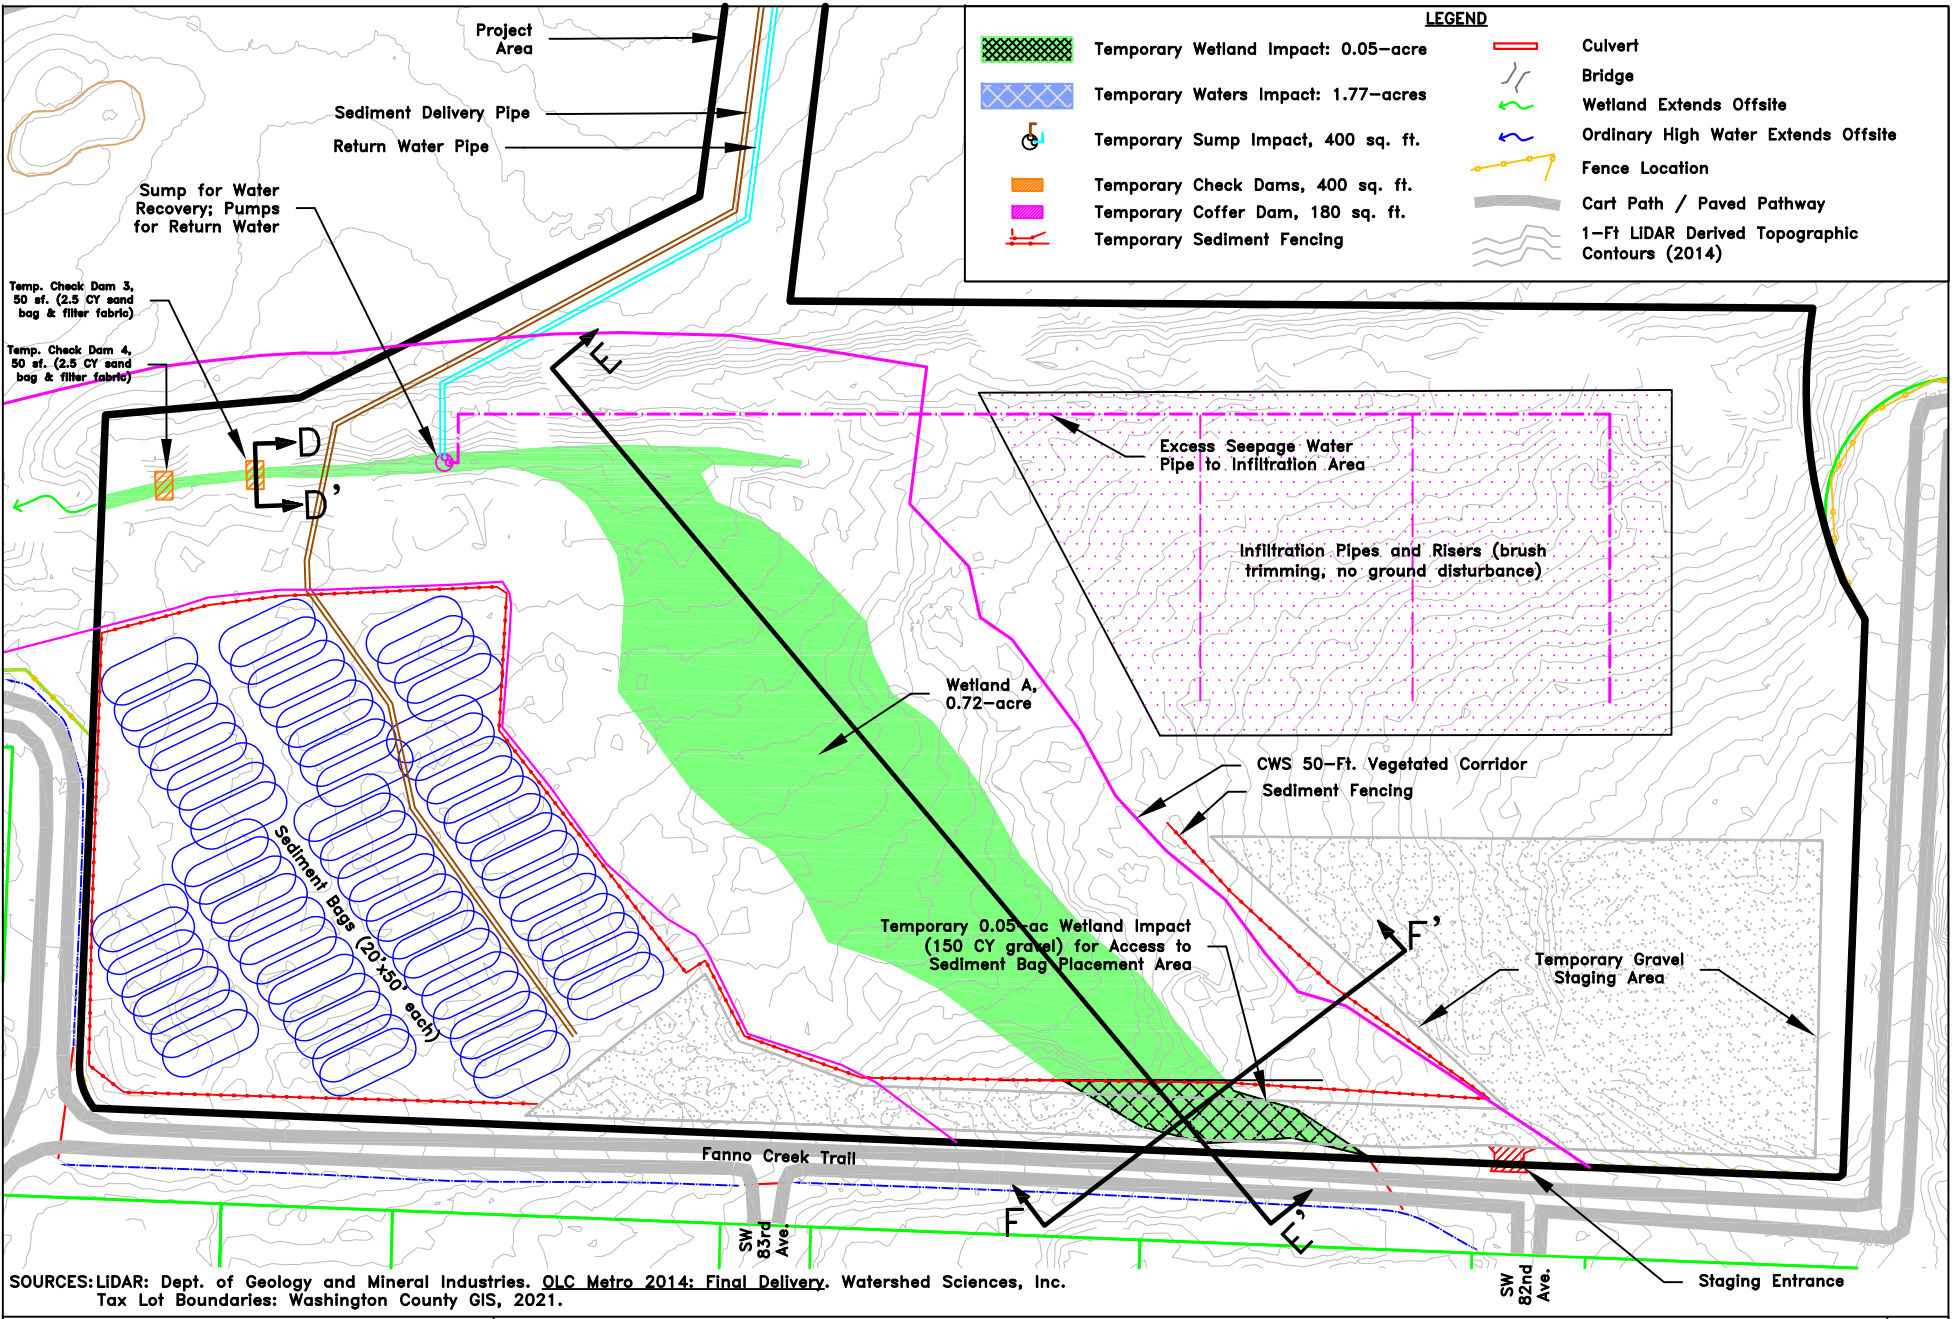 LEGEND
Temporary Wetland Impact: 0.05-acre
Temporary Waters Impact: 1.77-acres
Temporary Sump Impact, 400 sq. ft.
Temporary Check Dams, 400 sq. ft.
Temporary Coffer Dam, 180 sq. ft.
Temporary Sediment Fencing
Culvert
Bridge
Wetland Extends Offsite
Ordinary High Water Extends Offsite
Fence Location
Cart Path / Paved Pathway
1-Ft LiDAR Derived Topographic
Contours (2014)
Project
Area
Sediment Delivery Pipe
Return Water Pipe
Sump for Water
Recovery; Pumps
for Return Water
Temp. Check Dam 3,
50 sf. (2.5 CY sand
bag & filter fabric)
Temp. Check Dam 4,
50 sf. (2.5 CY sand
bag & filter fabric)
E
D
D'
Excess Seepage Water
Pipe to Infiltration Area
Infiltration Pipes and Risers (brush
trimming, no ground disturbance)
Wetland A,
0.72-acre
CWS 50-Ft. Vegetated Corridor
Sediment Fencing
Sediment Bags (20'x50' each)
Temporary 0.05-ac Wetland Impact
(150 CY gravel) for Access to
Sediment Bag Placement Area
F'
Temporary Gravel
Staging Area
Fanno Creek Trail
F
E'
SW
83rd
Ave.
SW
82nd
Ave.
Staging Entrance
SOURCES: LiDAR: Dept. of Geology and Mineral Industries. OLC Metro 2014: Final Delivery. Watershed Sciences, Inc.
Tax Lot Boundaries: Washington County GIS, 2021.